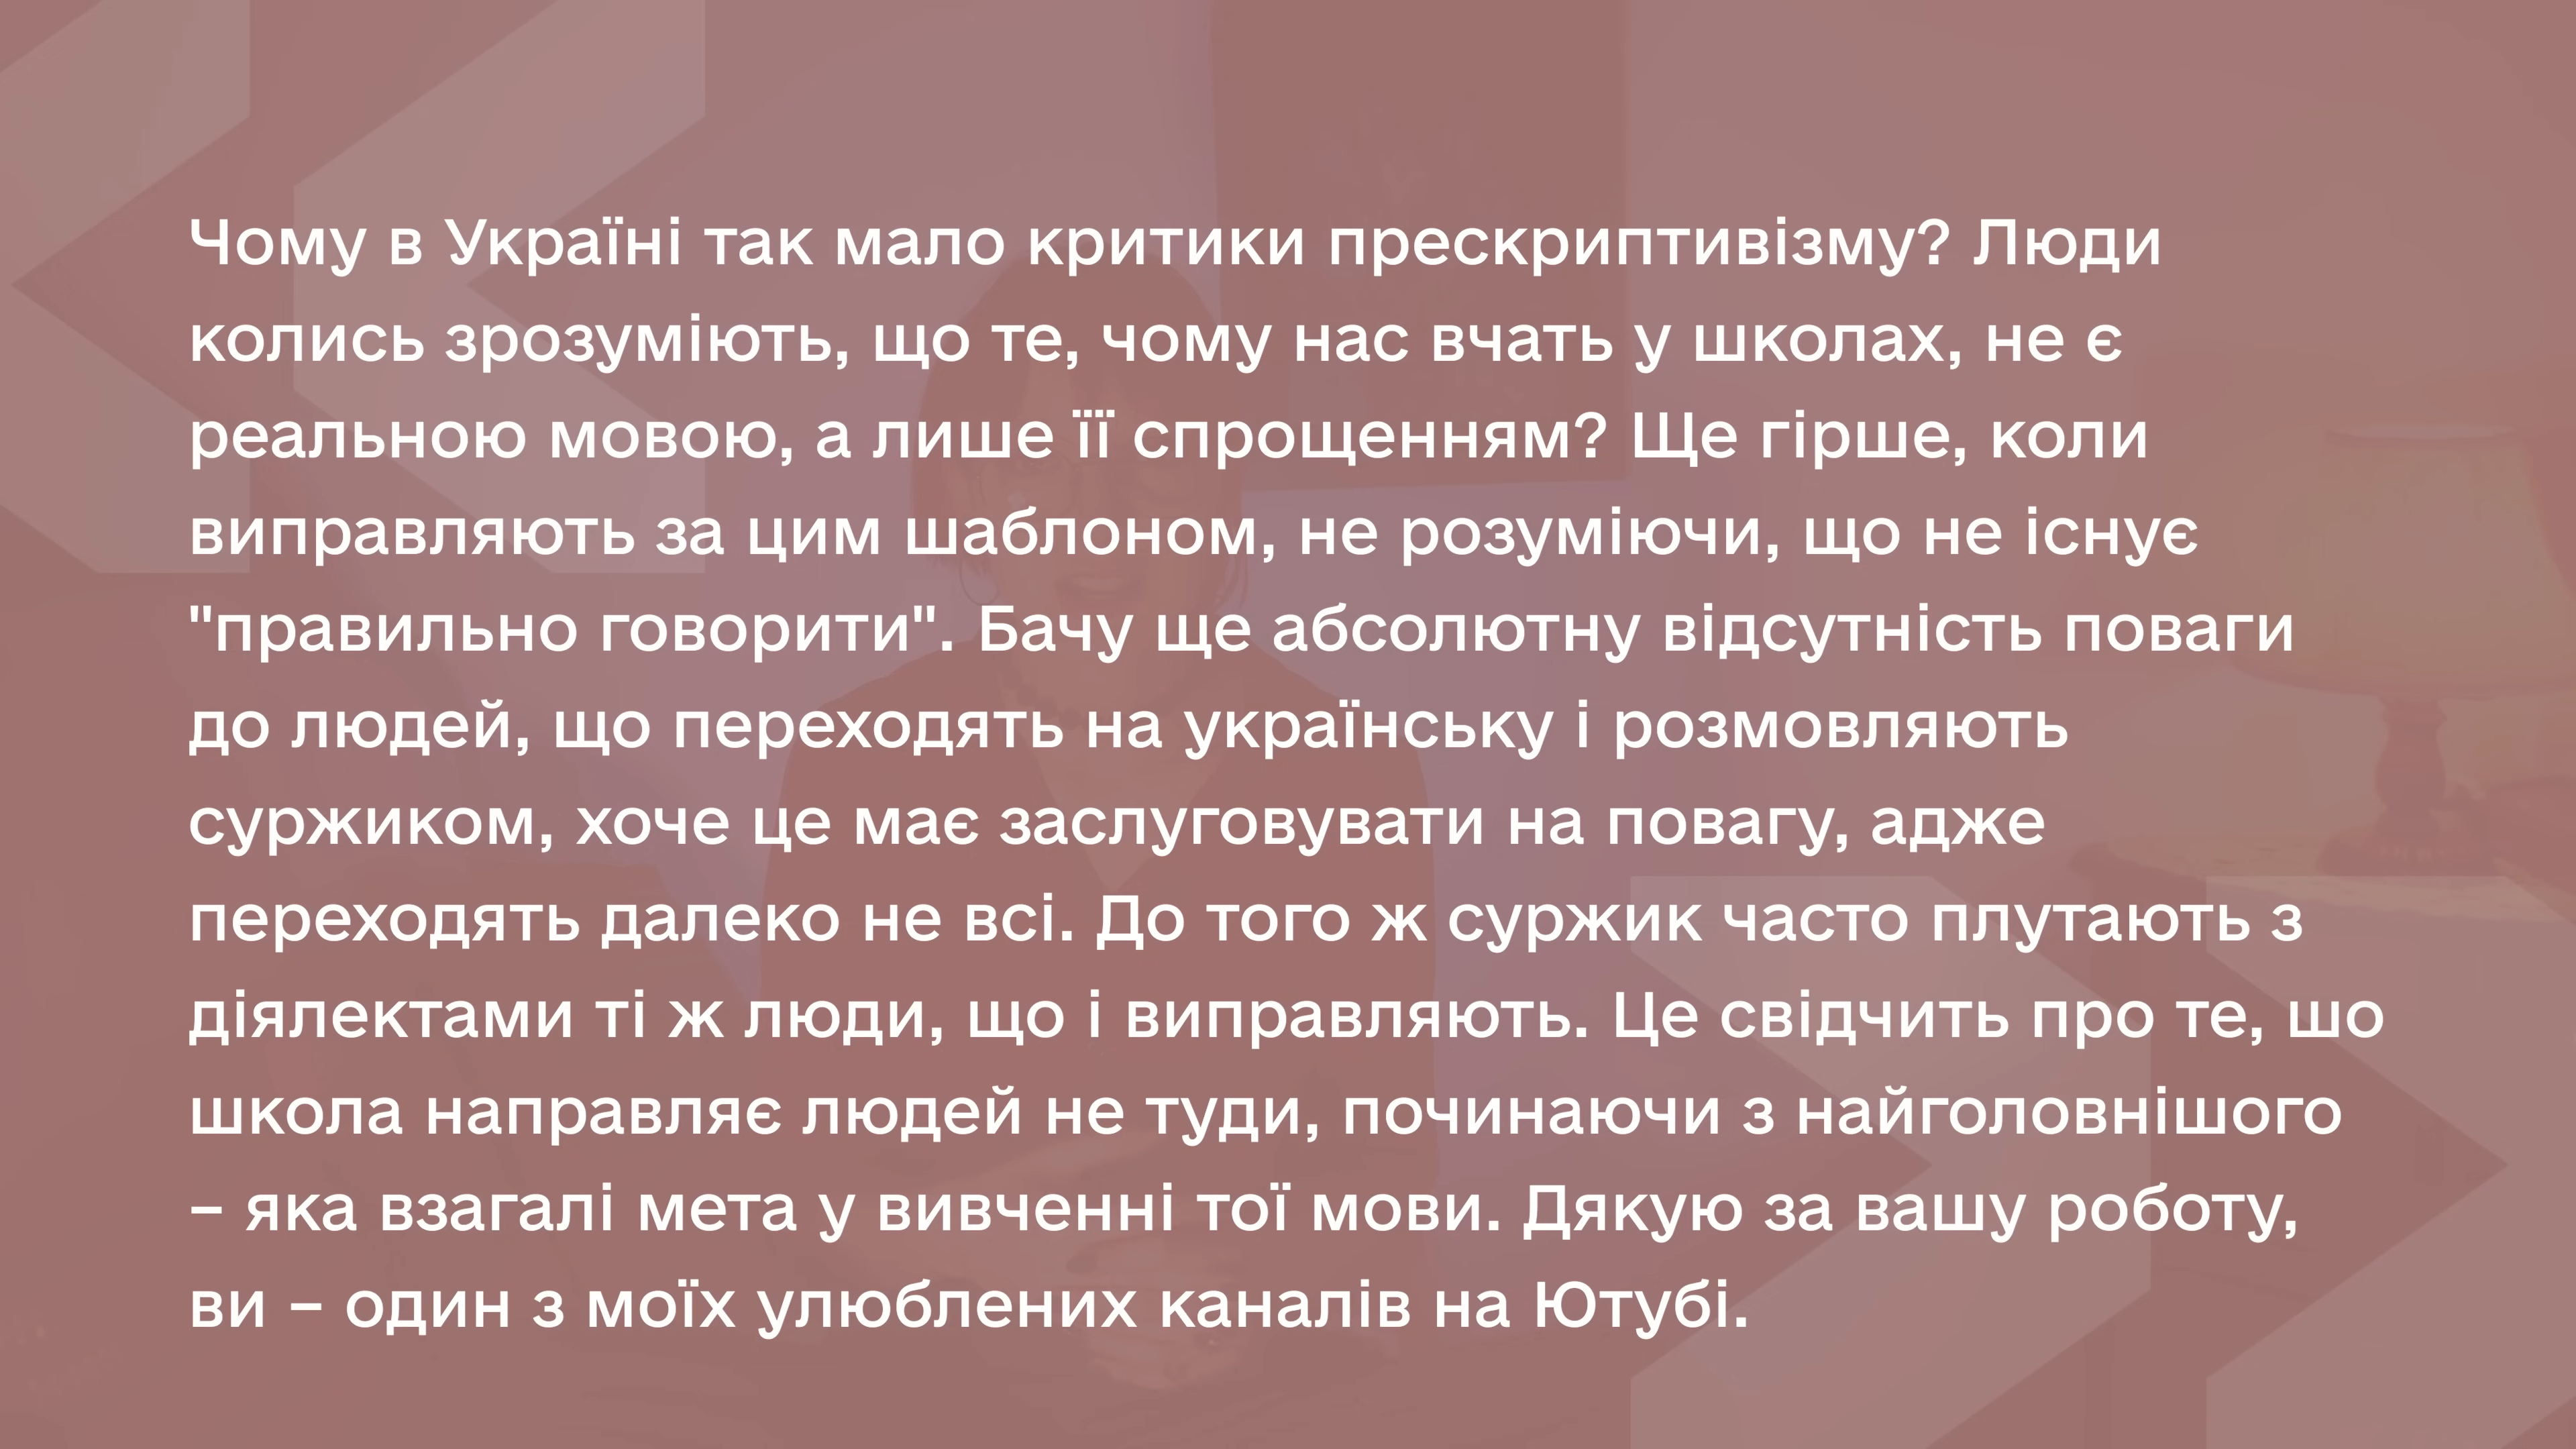 Чому в Україні так мало критики прескриптивізму? Люди
колись зрозуміють, що те, чому нас вчать у школах, не є
реальною мовою, а лише її спрощенням? Ще гірше, коли
виправляють за цим шаблоном, не розуміючи, що не існує
"правильно говорити". Бачу ще абсолютну відсутність поваги
до людей, що переходять на українську і розмовляють
суржиком, хоче це має заслуговувати на повагу, адже
переходять далеко не всі. До того ж суржик часто плутають з
діялектами ті ж люди, що і виправляють. Це свідчить про те, шо
школа направляє людей не туди, починаючи з найголовнішого
– яка взагалі мета у вивченні тої мови. Дякую за вашу роботу,
ви – один з моїх улюблених каналів на Ютубі.